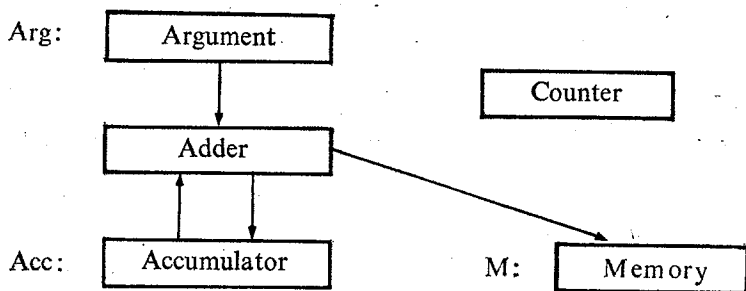 Arg: Argument
Counter
Adder
Acc: Accumulator
M: Memory